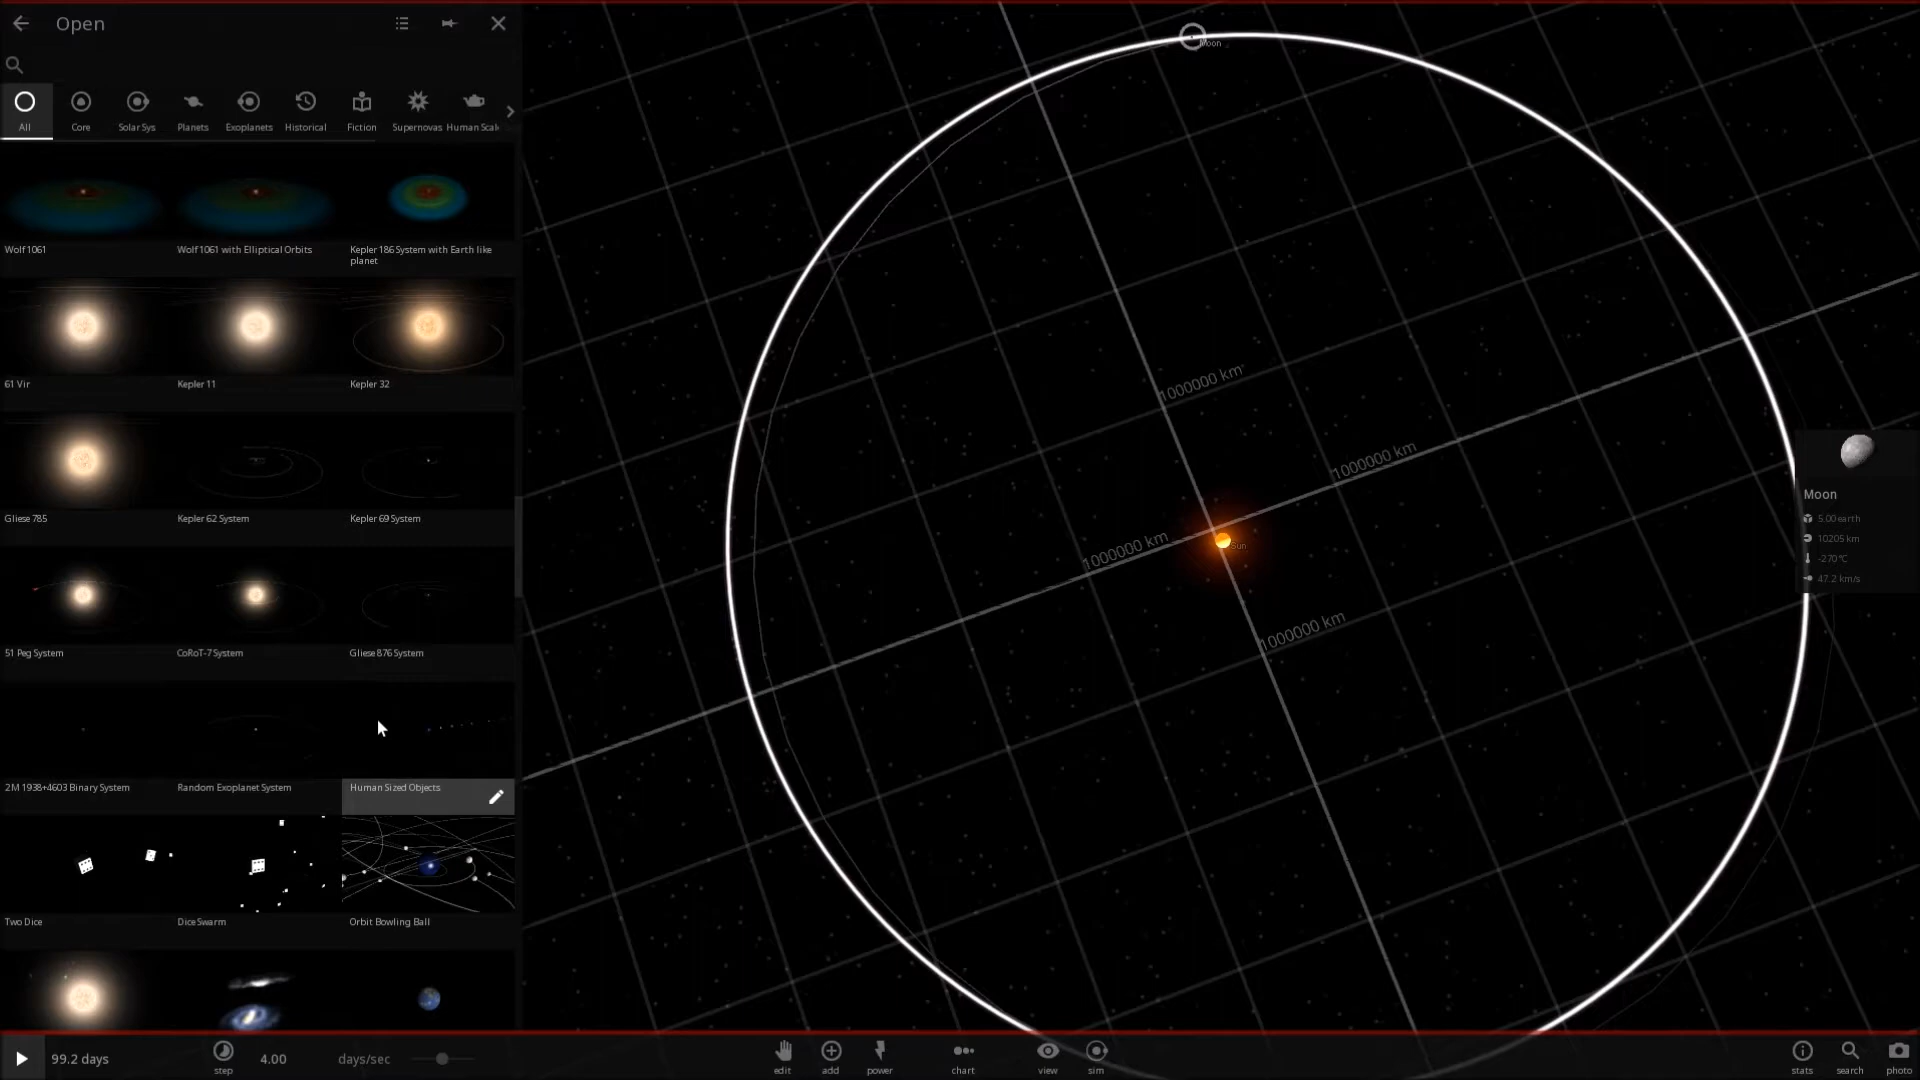 Open
All
Core
Solar Sys
Planets
Exoplanets
Historical
Fiction
Supernovas
Human Scal
Wolf 1061
Wolf 1061 with Elliptical Orbits
Kepler 186 System with Earth like
planet
61 Vir
Kepler 11
Kepler 32
Gliese 785
Kepler 62 System
Kepler 69 System
51 Peg System
CoRoT-7 System
Gliese 876 System
2M 1938+4603 Binary System
Random Exoplanet System
Human Sized Objects
Two Dice
Dice Swarm
Orbit Bowling Ball
Moon
1000000 km
1000000 km
1000000 km
Sun
1000000 km
Moon
5.00 earth
10205 km
-270 °C
47.2 km/s
99.2 days
step
4.00
days/sec
edit
add
power
chart
view
sim
stats
search
photo